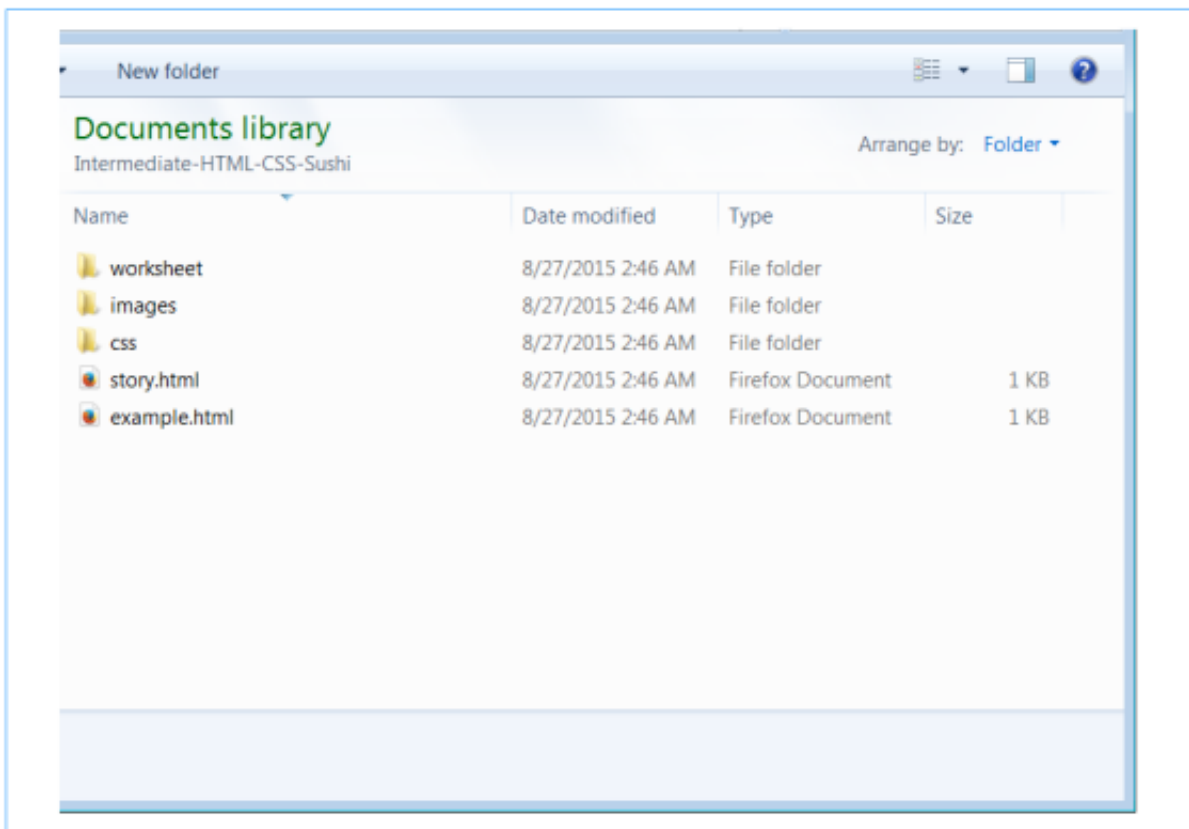 New folder
Documents library
Intermediate-HTML-CSS-Sushi
Arrange by: Folder
Name Date modified Type Size
worksheet 8/27/2015 2:46 AM File folder
images 8/27/2015 2:46 AM File folder
css 8/27/2015 2:46 AM File folder
story.html 8/27/2015 2:46 AM Firefox Document 1 KB
example.html 8/27/2015 2:46 AM Firefox Document 1 KB